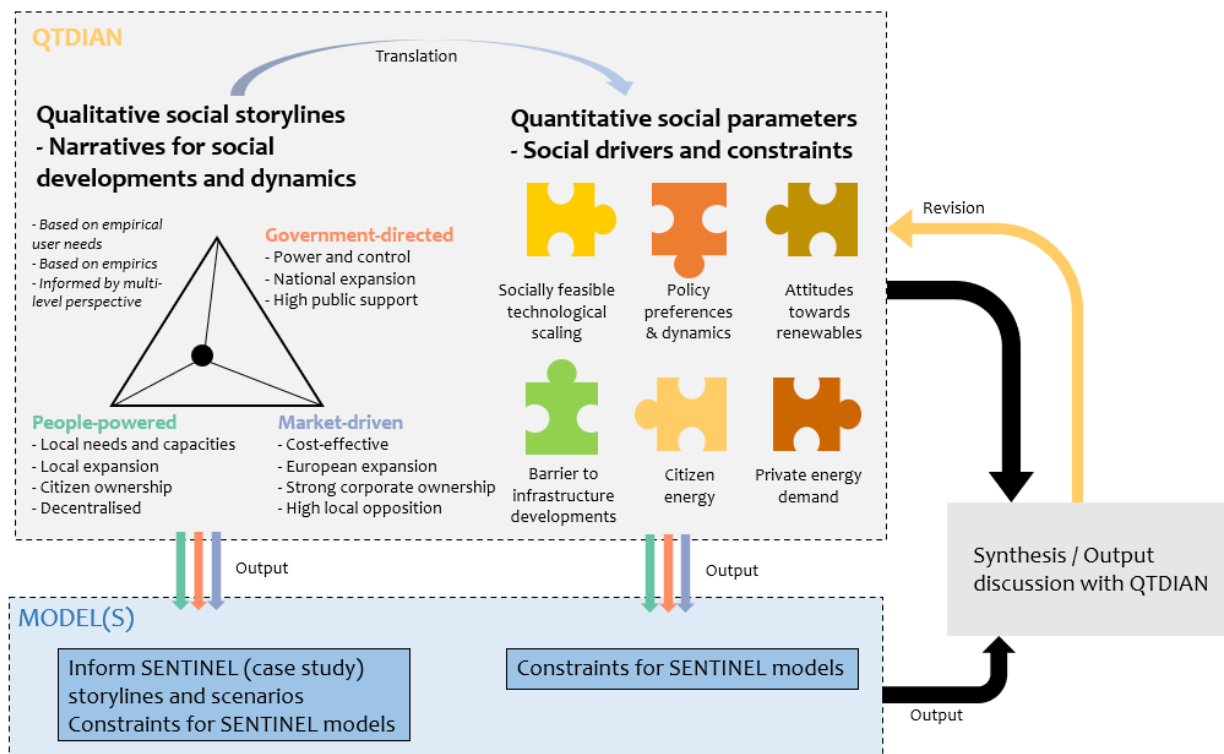 QTDIAN
Translation
Qualitative social storylines
- Narratives for social
developments and dynamics
- Based on empirical
user needs
- Based on empirics
- Informed by multi-
level perspective
Government-directed
- Power and control
- National expansion
- High public support
People-powered
- Local needs and capacities
- Local expansion
- Citizen ownership
- Decentralised
Market-driven
- Cost-effective
- European expansion
- Strong corporate ownership
- High local opposition
Quantitative social parameters
- Social drivers and constraints
Socially feasible
technological
scaling
Policy
preferences
& dynamics
Attitudes
towards
renewables
Barrier to
infrastructure
developments
Citizen
energy
Private energy
demand
Revision
Output
Output
Synthesis / Output
discussion with QTDIAN
MODEL(S)
Inform SENTINEL (case study)
storylines and scenarios
Constraints for SENTINEL models
Constraints for SENTINEL models
Output